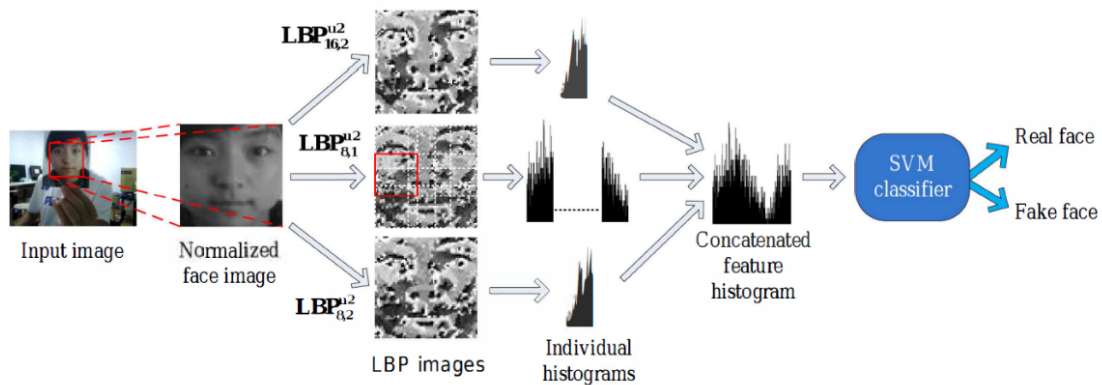 LBP^{u2}_{16,2}
LBP^{u2}_{8,1}
LBP^{u2}_{8,2}
Input image
Normalized
face image
LBP images
Individual
histograms
Concatenated
feature
histogram
SVM
classifier
Real face
Fake face